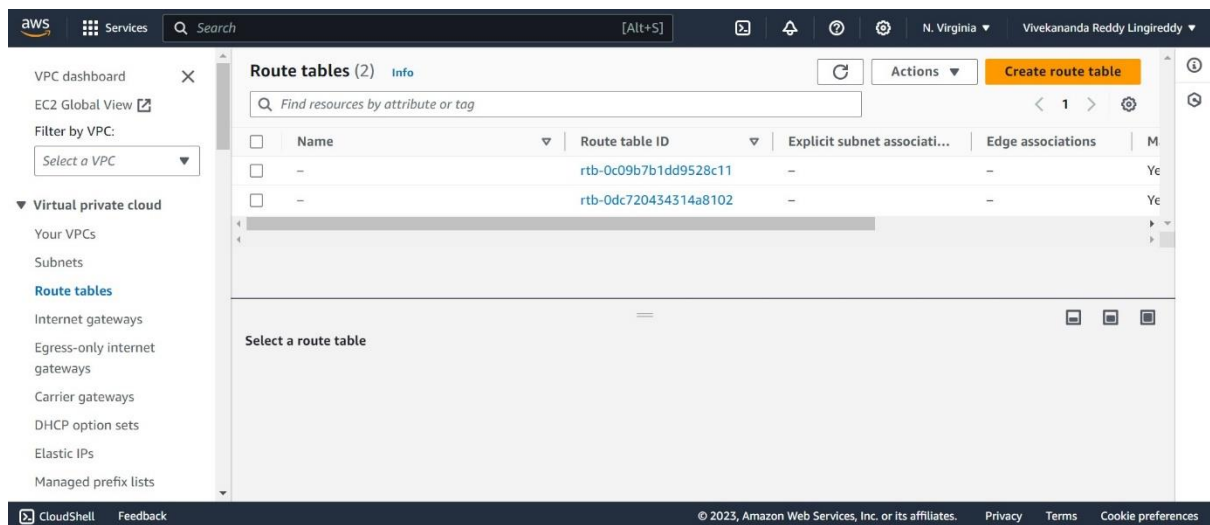 aws Services Search [Alt+S] N. Virginia Vivekananda Reddy Lingireddy
VPC dashboard
EC2 Global View
Filter by VPC:
Select a VPC
Virtual private cloud
Your VPCs
Subnets
Route tables
Internet gateways
Egress-only internet
gateways
Carrier gateways
DHCP option sets
Elastic IPs
Managed prefix lists
Route tables (2) Info Actions Create route table
Find resources by attribute or tag 1
Name Route table ID Explicit subnet associati... Edge associations M
– rtb-0c09b7b1dd9528c11 – – Ye
– rtb-0dc720434314a8102 – – Ye
Select a route table
CloudShell Feedback © 2023, Amazon Web Services, Inc. or its affiliates. Privacy Terms Cookie preferences